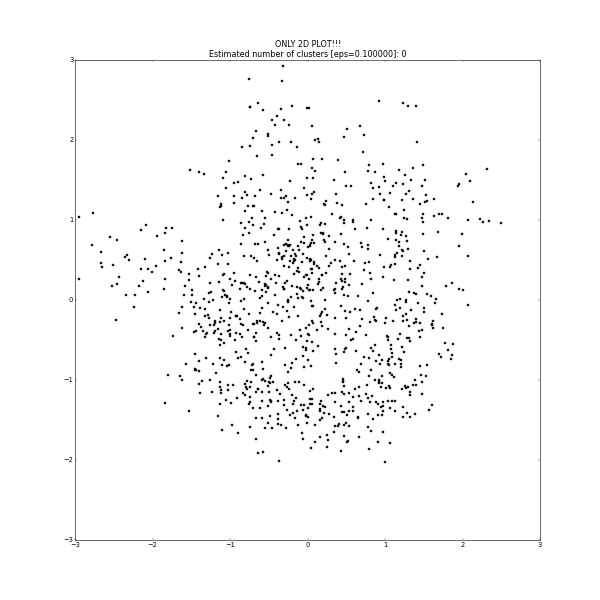 ONLY 2D PLOT!!!
Estimated number of clusters [eps=0.100000]: 0
3
2
1
0
−1
−2
−3
−3 −2 −1 0 1 2 3